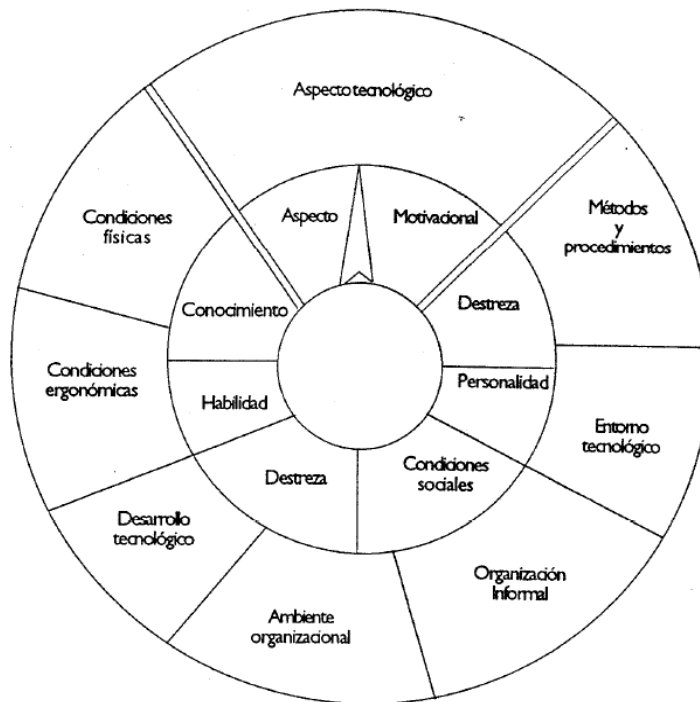 Aspecto tecnológico
Condiciones
físicas
Aspecto
Motivacional
Métodos
y
procedimientos
Conocimiento
Destreza
Condiciones
ergonómicas
Habilidad
Personalidad
Entorno
tecnológico
Destreza
Condiciones
sociales
Desarrollo
tecnológico
Organización
Informal
Ambiente
organizacional